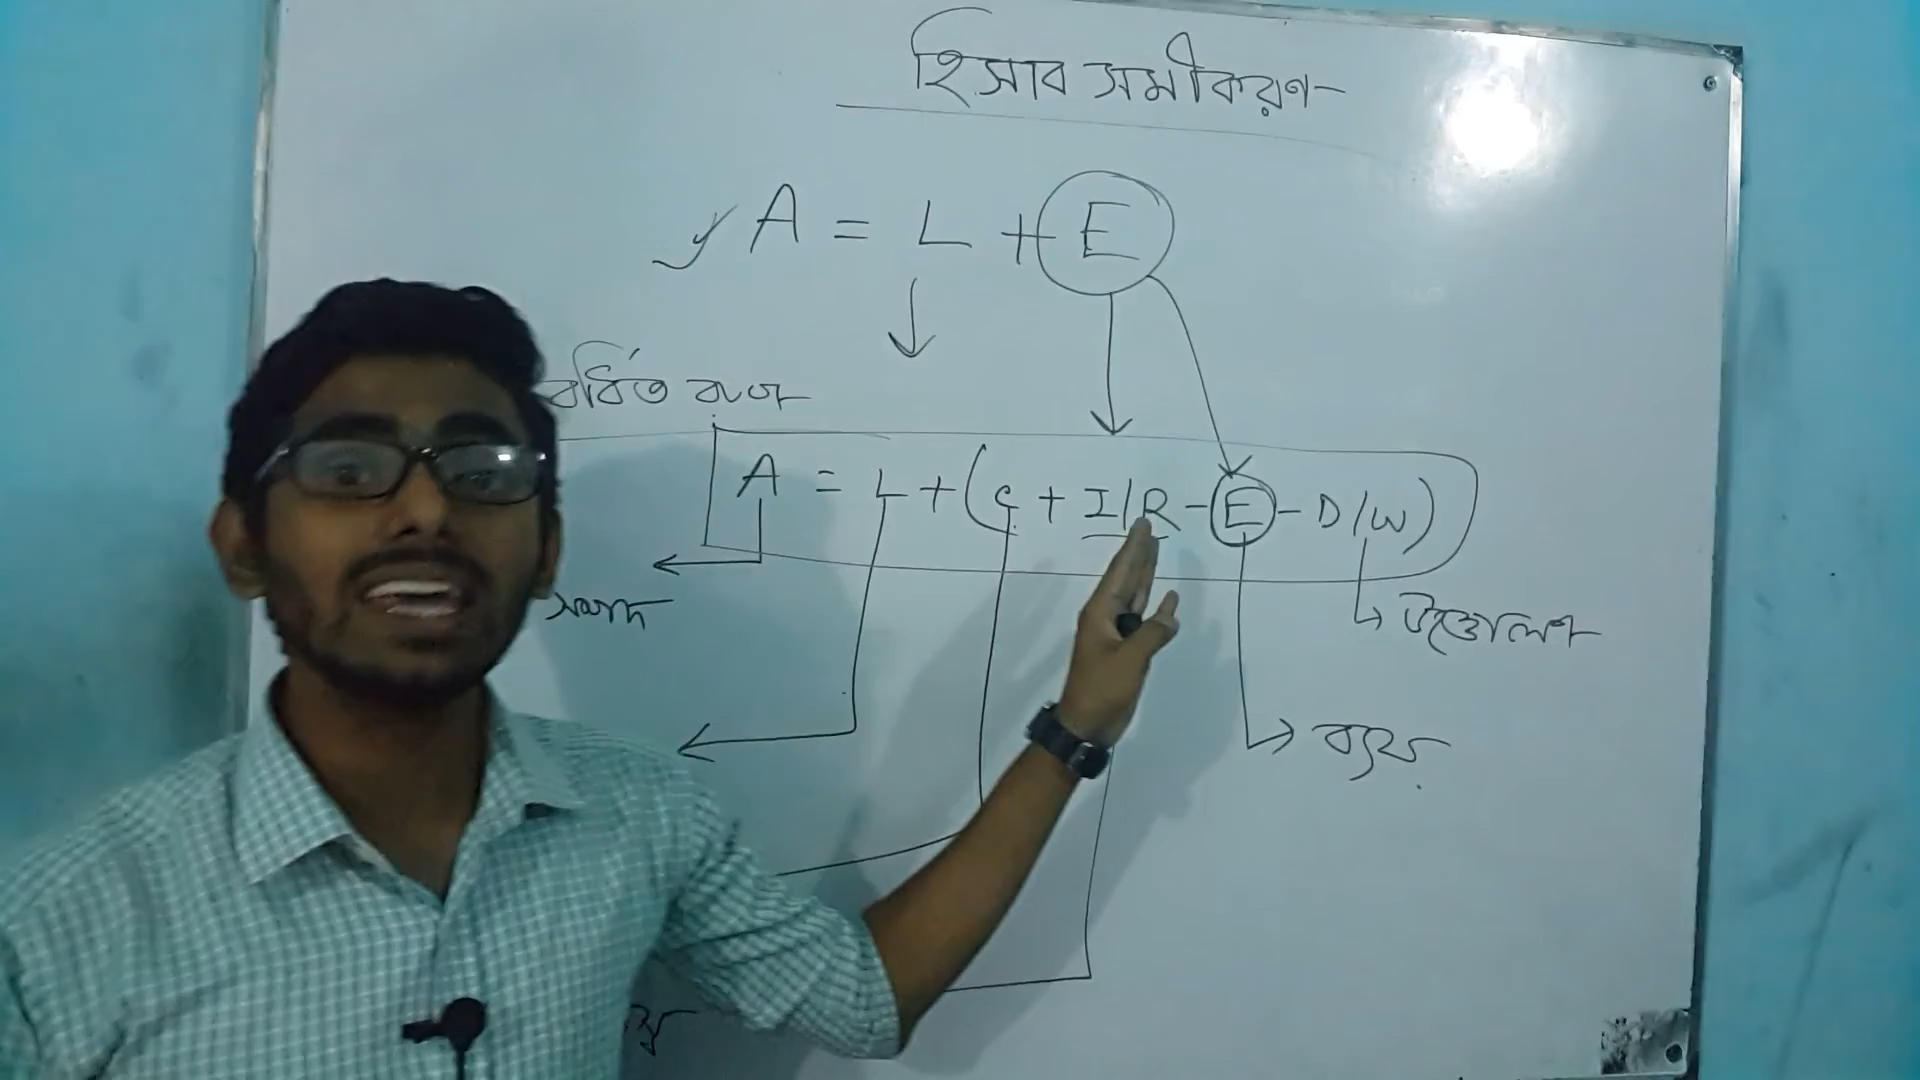 হিসাব সমীকরণ
A = L + E
বর্ধিত রূপ
A = L + (C + I/R - E - D/W)
সম্পদ
উত্তোলন
ব্যয়